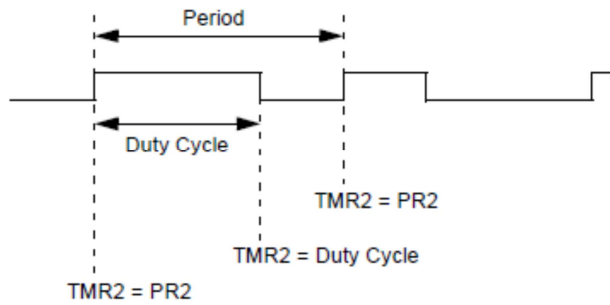 Period
Duty Cycle
TMR2 = PR2
TMR2 = Duty Cycle
TMR2 = PR2